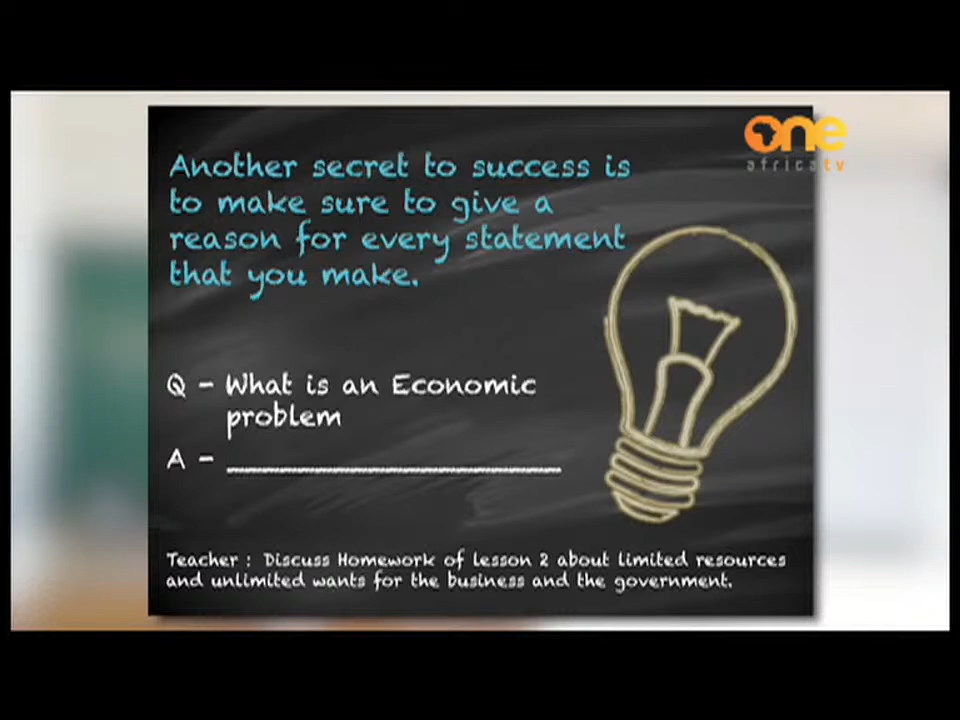 one
africatv
Another secret to success is
to make sure to give a
reason for every statement
that you make.
Q - What is an Economic
problem
A - ______________________
Teacher : Discuss Homework of lesson 2 about limited resources
and unlimited wants for the business and the government.